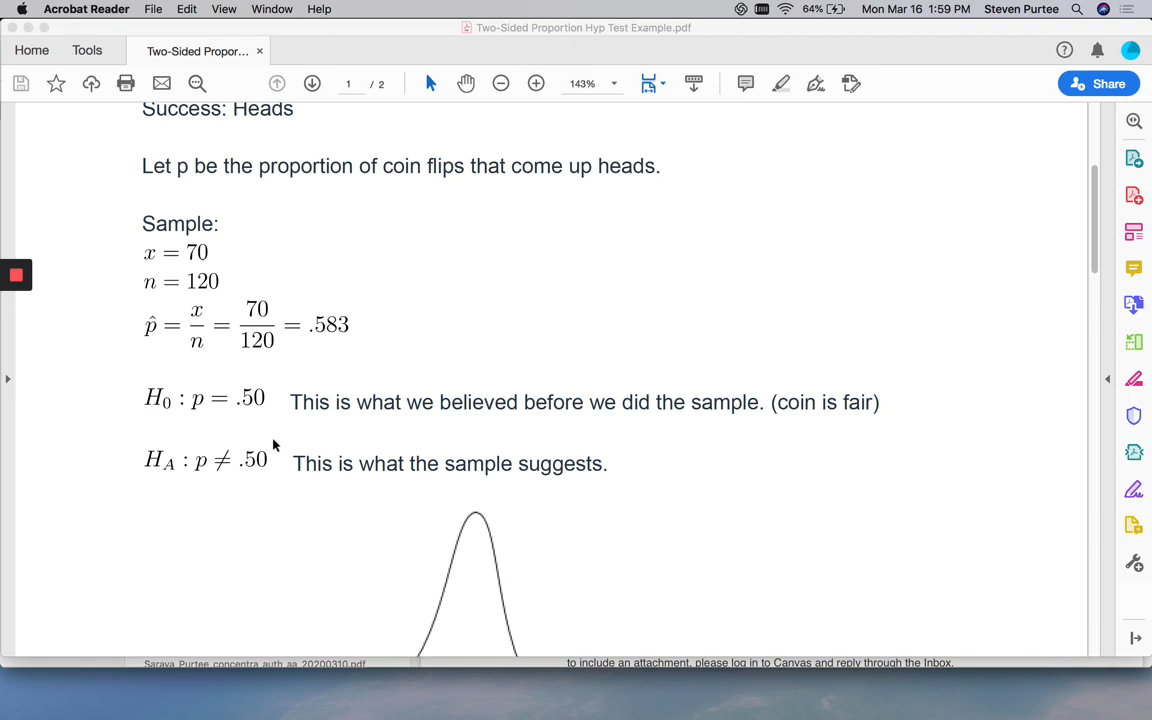 Acrobat Reader File Edit View Window Help 64% Mon Mar 16 1:59 PM Steven Purtee
Two-Sided Proportion Hyp Test Example.pdf
Home Tools Two-Sided Propor... ×
1 / 2 143% Share
Success: Heads
Let p be the proportion of coin flips that come up heads.
Sample:
x = 70
n = 120
p̂ = x/n = 70/120 = .583
H₀ : p = .50 This is what we believed before we did the sample. (coin is fair)
H_A : p ≠ .50 This is what the sample suggests.
Saraya_Purtee_concentra_auth_aa_20200310.pdf to include an attachment, please log in to Canvas and reply through the Inbox.